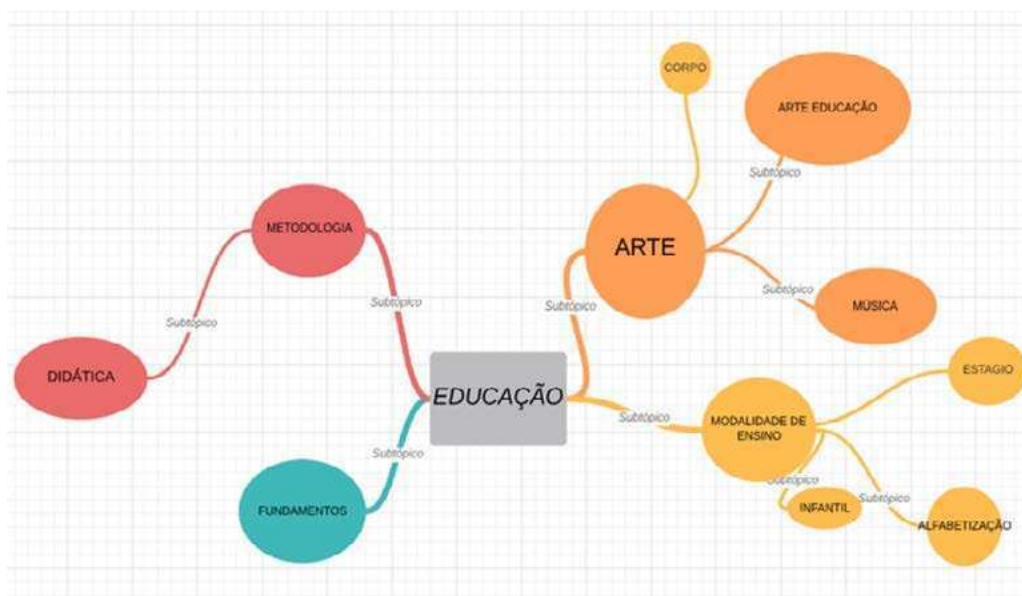 CORPO
ARTE EDUCAÇÃO
Subtópico
METODOLOGIA
ARTE
Subtópico
MÚSICA
Subtópico
Subtópico
Subtópico
DIDÁTICA
EDUCAÇÃO
ESTAGIO
Subtópico
MODALIDADE DE
ENSINO
Subtópico
Subtópico
FUNDAMENTOS
INFANTIL
Subtópico
ALFABETIZAÇÃO